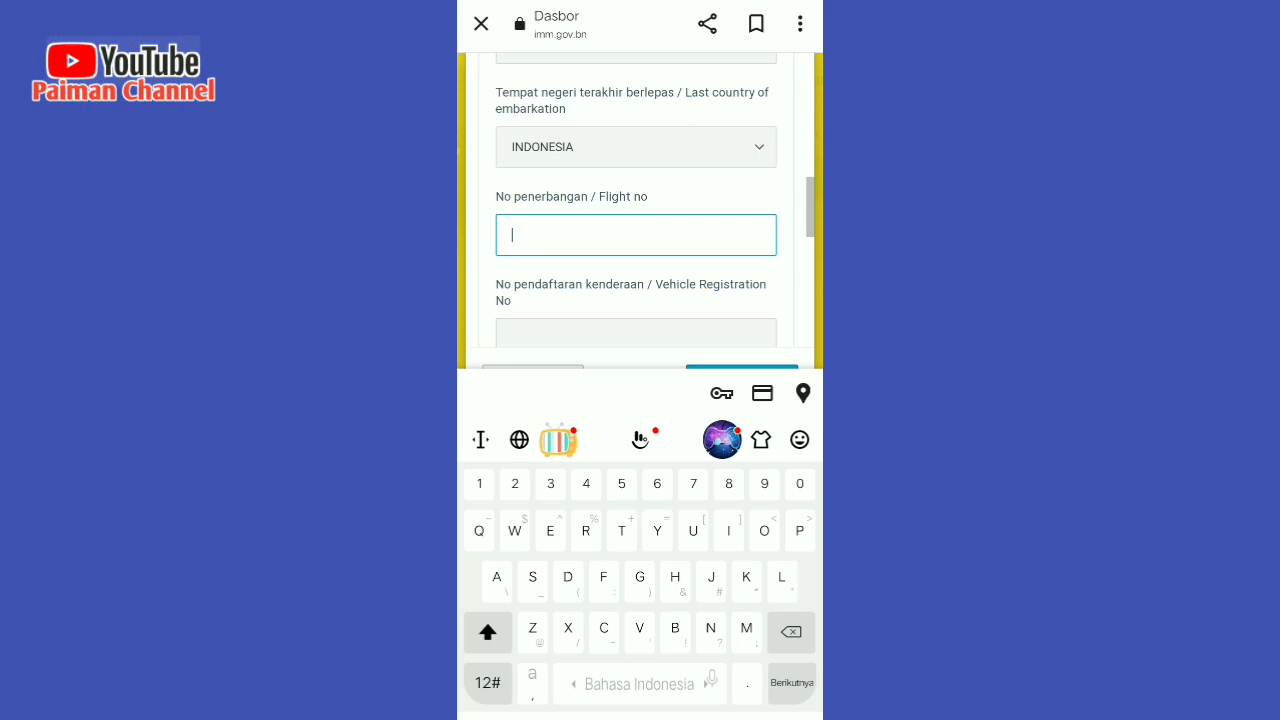 YouTube
Paiman Channel
Dasbor
imm.gov.bn
Tempat negeri terakhir berlepas / Last country of
embarkation
INDONESIA
No penerbangan / Flight no
No pendaftaran kenderaan / Vehicle Registration
No
1 2 3 4 5 6 7 8 9 0
Q W E R T Y U I O P
A S D F G H J K L
Z X C V B N M
12# a , Bahasa Indonesia . Berikutnya